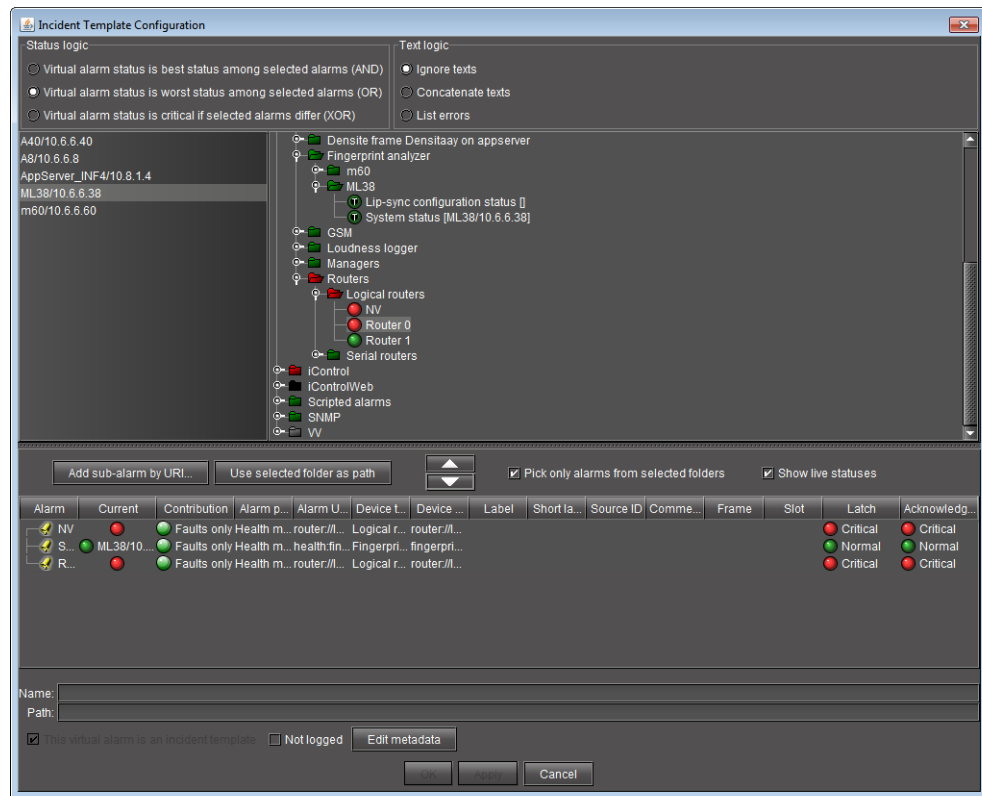 Incident Template Configuration
Status logic
Virtual alarm status is best status among selected alarms (AND)
Virtual alarm status is worst status among selected alarms (OR)
Virtual alarm status is critical if selected alarms differ (XOR)
Text logic
Ignore texts
Concatenate texts
List errors
A40/10.6.6.40
A8/10.6.6.8
AppServer_INF4/10.8.1.4
ML38/10.6.6.38
m60/10.6.6.60
Densite frame Densitaay on appserver
Fingerprint analyzer
m60
ML38
T Lip-sync configuration status []
T System status [ML38/10.6.6.38]
GSM
Loudness logger
Managers
Routers
Logical routers
NV
Router 0
Router 1
Serial routers
iControl
iControlWeb
Scripted alarms
SNMP
VV
Add sub-alarm by URI... Use selected folder as path Pick only alarms from selected folders Show live statuses
Alarm Current Contribution Alarm p... Alarm U... Device t... Device ... Label Short la... Source ID Comme... Frame Slot Latch Acknowledg...
NV Faults only Health m... router://l... Logical r... router://l... Critical Critical
S... ML38/10.... Faults only Health m... health:fin... Fingerpri... fingerpri... Normal Normal
R... Faults only Health m... router://l... Logical r... router://l... Critical Critical
Name:
Path:
This virtual alarm is an incident template Not logged Edit metadata
OK Apply Cancel